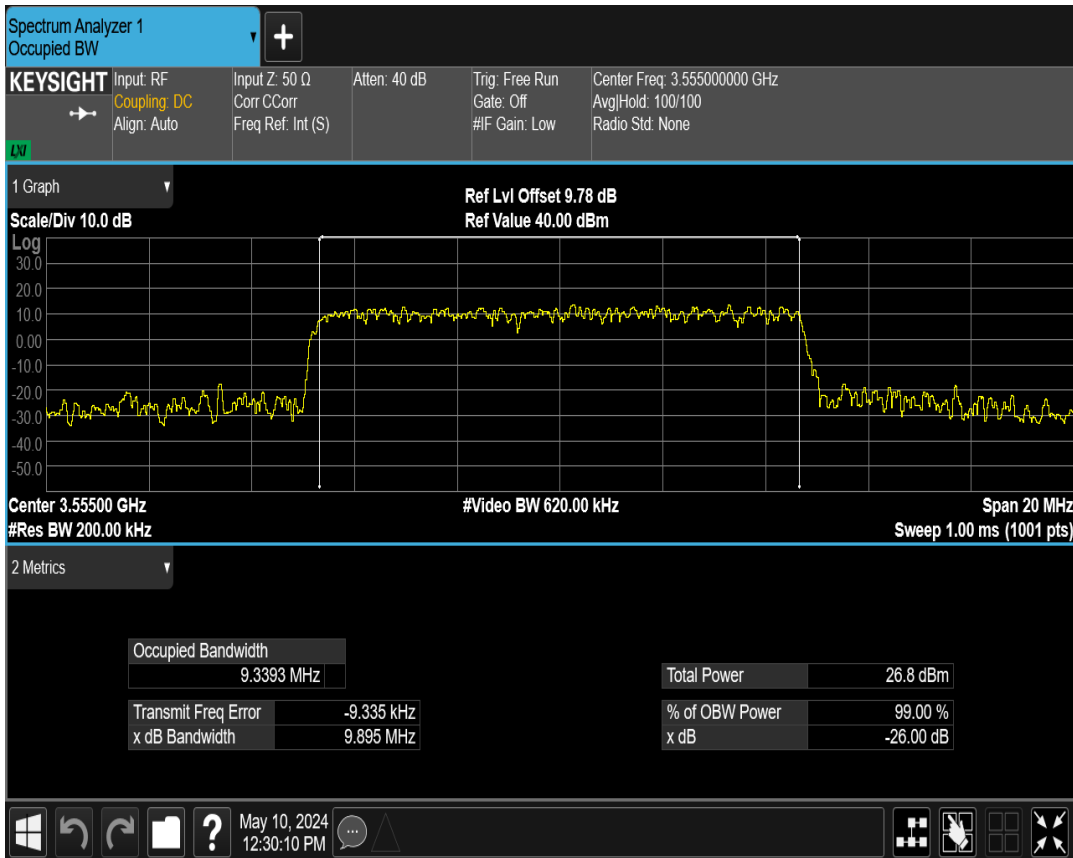 Spectrum Analyzer 1
Occupied BW
KEYSIGHT
LXI
Input: RF
Coupling: DC
Align: Auto
Input Z: 50 Ω
Corr CCorr
Freq Ref: Int (S)
Atten: 40 dB
Trig: Free Run
Gate: Off
#IF Gain: Low
Center Freq: 3.555000000 GHz
Avg|Hold: 100/100
Radio Std: None
1 Graph
Ref Lvl Offset 9.78 dB
Scale/Div 10.0 dB
Ref Value 40.00 dBm
Log
30.0
20.0
10.0
0.00
-10.0
-20.0
-30.0
-40.0
-50.0
Center 3.55500 GHz
#Video BW 620.00 kHz
Span 20 MHz
#Res BW 200.00 kHz
Sweep 1.00 ms (1001 pts)
2 Metrics
Occupied Bandwidth
9.3393 MHz
Total Power 26.8 dBm
Transmit Freq Error -9.335 kHz
% of OBW Power 99.00 %
x dB Bandwidth 9.895 MHz
x dB -26.00 dB
?
May 10, 2024
12:30:10 PM